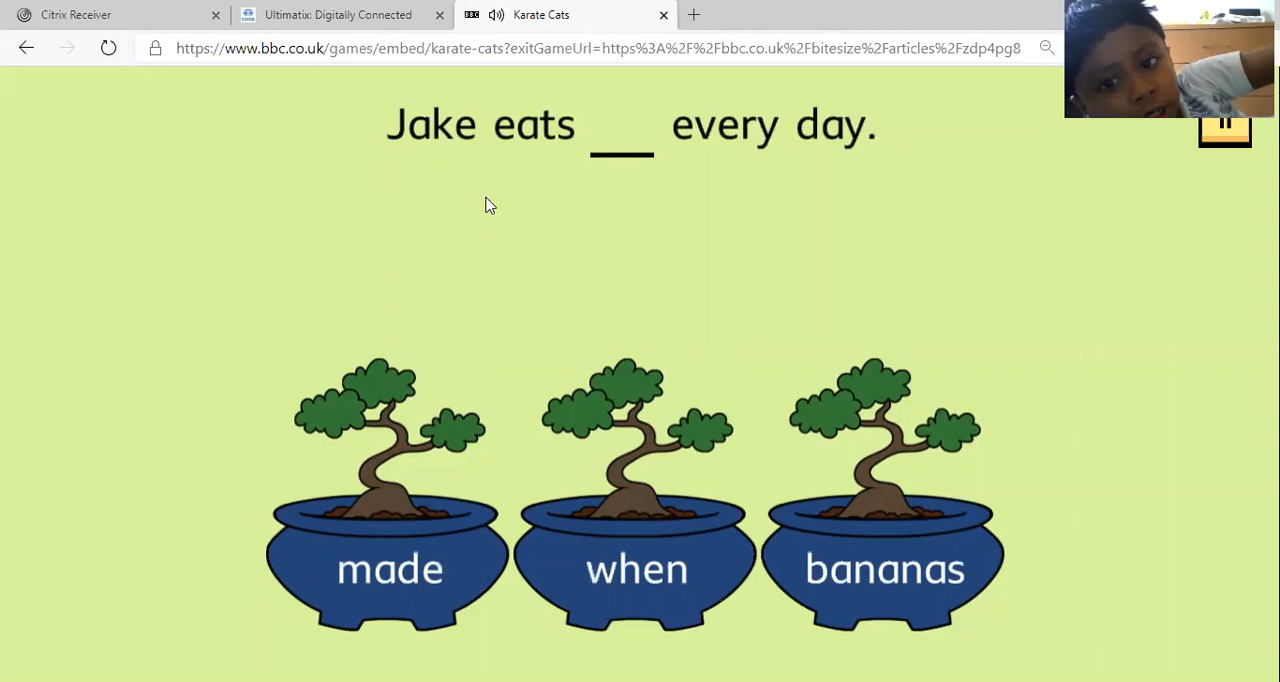 Citrix Receiver
Ultimatix: Digitally Connected
BBC
Karate Cats
https://www.bbc.co.uk/games/embed/karate-cats?exitGameUrl=https%3A%2F%2Fbbc.co.uk%2Fbitesize%2Farticles%2Fzdp4pg8
Jake eats ___ every day.
made
when
bananas